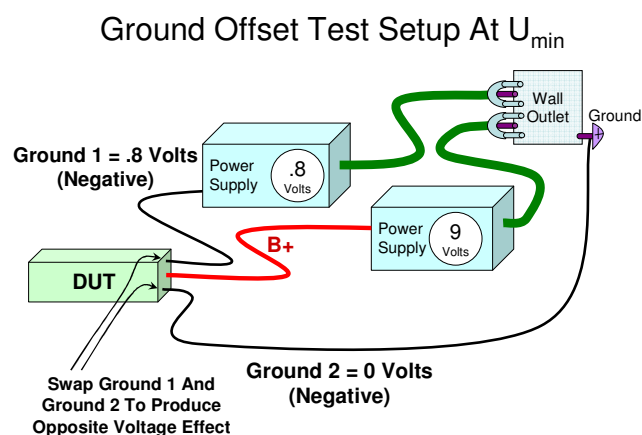 Ground Offset Test Setup At Umin
Wall
Outlet
Ground
Ground 1 = .8 Volts
(Negative)
Power
Supply
.8
Volts
Power
Supply
9
Volts
B+
DUT
Ground 2 = 0 Volts
(Negative)
Swap Ground 1 And
Ground 2 To Produce
Opposite Voltage Effect